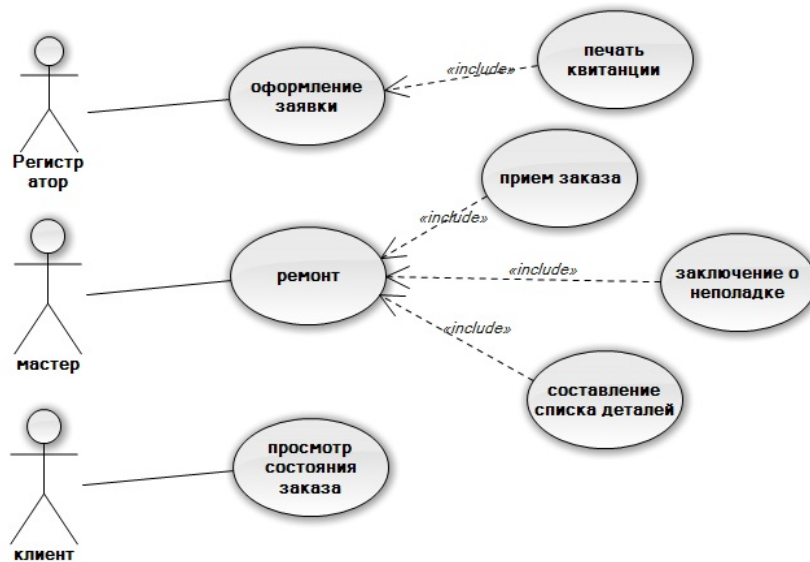 печать
квитанции
«include»
оформление
заявки
Регистр
атор
прием заказа
«include»
ремонт
«include»
заключение о
неполадке
«include»
мастер
составление
списка деталей
просмотр
состояния
заказа
клиент